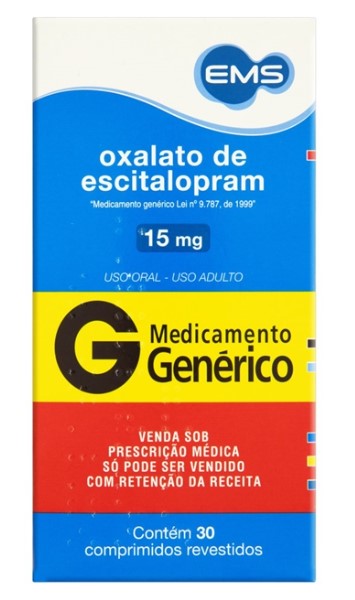 EMS
oxalato de
escitalopram
"Medicamento genérico Lei nº 9.787, de 1999"
15 mg
USO ORAL - USO ADULTO
G Medicamento
Genérico
VENDA SOB
PRESCRIÇÃO MÉDICA
SÓ PODE SER VENDIDO
COM RETENÇÃO DA RECEITA
Contém 30
comprimidos revestidos